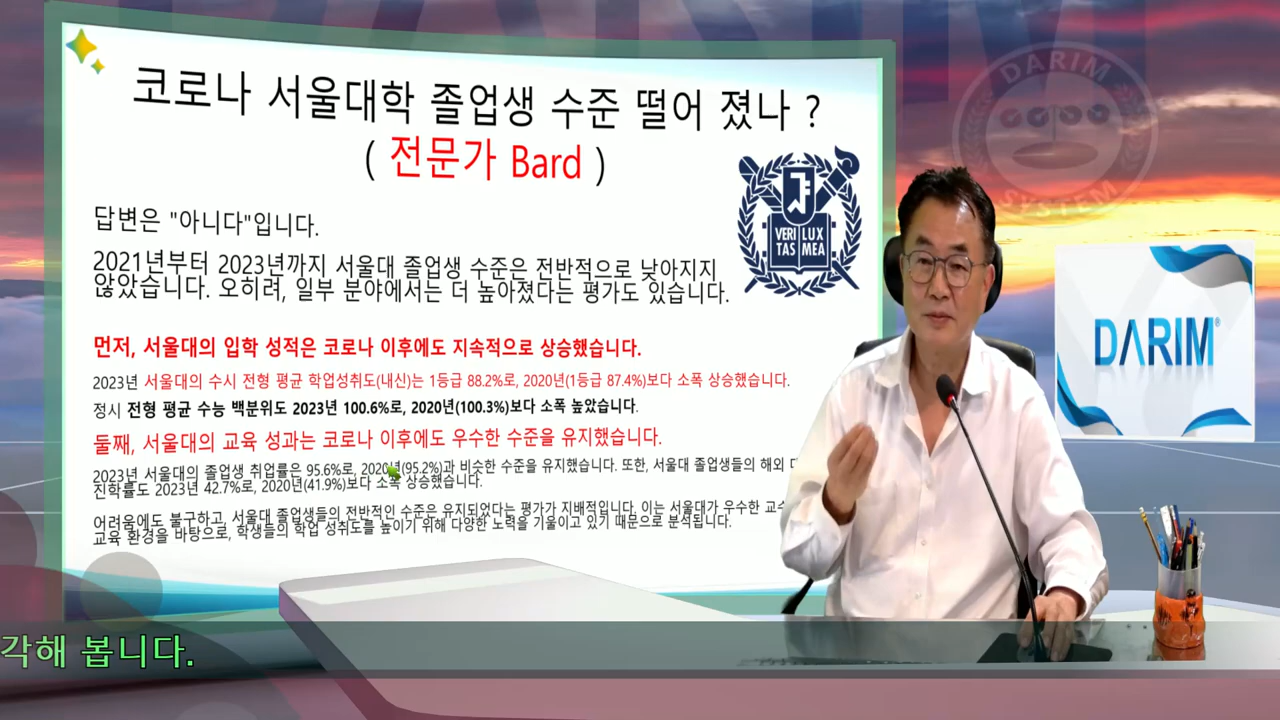 코로나 서울대학 졸업생 수준 떨어 졌나 ?
( 전문가 Bard )
답변은 "아니다"입니다.
2021년부터 2023년까지 서울대 졸업생 수준은 전반적으로 낮아지지
않았습니다. 오히려, 일부 분야에서는 더 높아졌다는 평가도 있습니다.
VERI LUX
TAS MEA
먼저, 서울대의 입학 성적은 코로나 이후에도 지속적으로 상승했습니다.
2023년 서울대의 수시 전형 평균 학업성취도(내신)는 1등급 88.2%로, 2020년(1등급 87.4%)보다 소폭 상승했습니다.
정시 전형 평균 수능 백분위도 2023년 100.6%로, 2020년(100.3%)보다 소폭 높았습니다.
둘째, 서울대의 교육 성과는 코로나 이후에도 우수한 수준을 유지했습니다.
2023년 서울대의 졸업생 취업률은 95.6%로, 2020년(95.2%)과 비슷한 수준을 유지했습니다. 또한, 서울대 졸업생들의 해외
진학률도 2023년 42.7%로, 2020년(41.9%)보다 소폭 상승했습니다.
어려움에도 불구하고, 서울대 졸업생들의 전반적인 수준은 유지되었다는 평가가 지배적입니다. 이는 서울대가 우수한
교육 환경을 바탕으로, 학생들의 학업 성취도를 높이기 위해 다양한 노력을 기울이고 있기 때문으로 분석됩니다.
DARIM
SYSTEM
DARIM®
각해 봅니다.